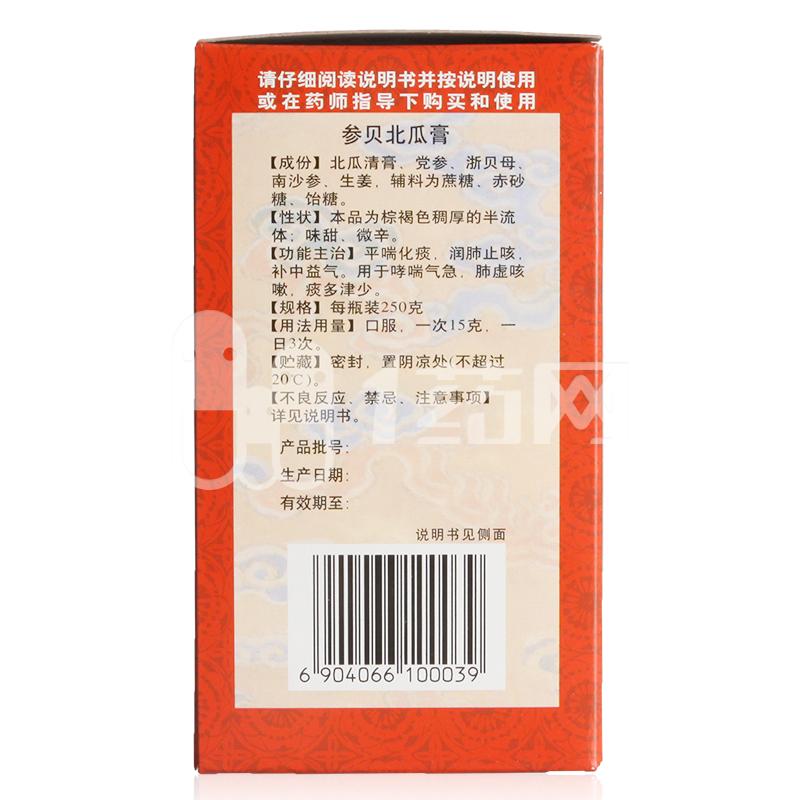 请仔细阅读说明书并按说明使用
或在药师指导下购买和使用
参贝北瓜膏
【成份】北瓜清膏、党参、浙贝母、
南沙参、生姜，辅料为蔗糖、赤砂
糖、饴糖。
【性状】本品为棕褐色稠厚的半流
体；味甜、微辛。
【功能主治】平喘化痰，润肺止咳，
补中益气。用于哮喘气急，肺虚咳
嗽，痰多津少。
【规格】每瓶装250克
【用法用量】口服，一次15克，一
日3次。
【贮藏】密封，置阴凉处(不超过
20℃)。
【不良反应、禁忌、注意事项】
详见说明书。
1药网
产品批号：
生产日期：
有效期至：
说明书见侧面
6 904066 100039